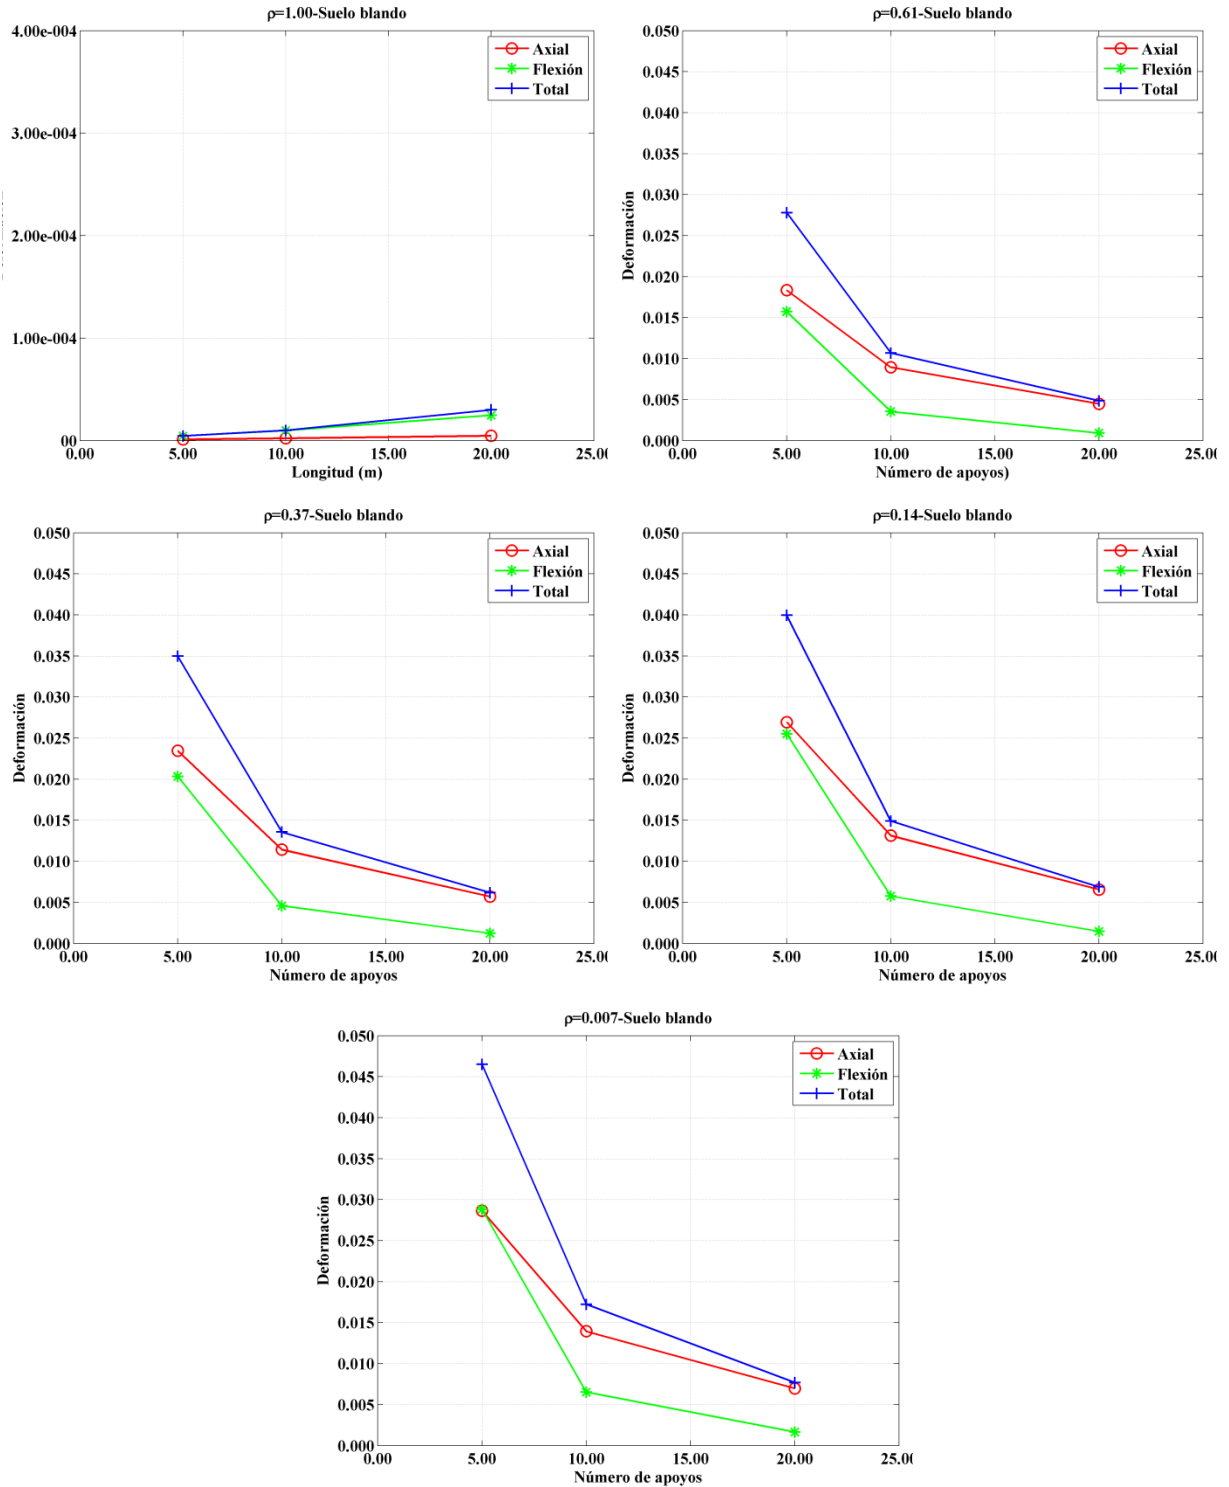 ρ=1.00-Suelo blando
4.00e-004
3.00e-004
2.00e-004
1.00e-004
00
0.00 5.00 10.00 15.00 20.00 25.00
Longitud (m)
Axial
Flexión
Total
ρ=0.61-Suelo blando
Deformación
0.050
0.045
0.040
0.035
0.030
0.025
0.020
0.015
0.010
0.005
0.000
0.00 5.00 10.00 15.00 20.00 25.00
Número de apoyos)
Axial
Flexión
Total
ρ=0.37-Suelo blando
Deformación
0.050
0.045
0.040
0.035
0.030
0.025
0.020
0.015
0.010
0.005
0.000
0.00 5.00 10.00 15.00 20.00 25.00
Número de apoyos
Axial
Flexión
Total
ρ=0.14-Suelo blando
Deformación
0.050
0.045
0.040
0.035
0.030
0.025
0.020
0.015
0.010
0.005
0.000
0.00 5.00 10.00 15.00 20.00 25.00
Número de apoyos
Axial
Flexión
Total
ρ=0.007-Suelo blando
Deformación
0.050
0.045
0.040
0.035
0.030
0.025
0.020
0.015
0.010
0.005
0.000
0.00 5.00 10.00 15.00 20.00 25.00
Número de apoyos
Axial
Flexión
Total